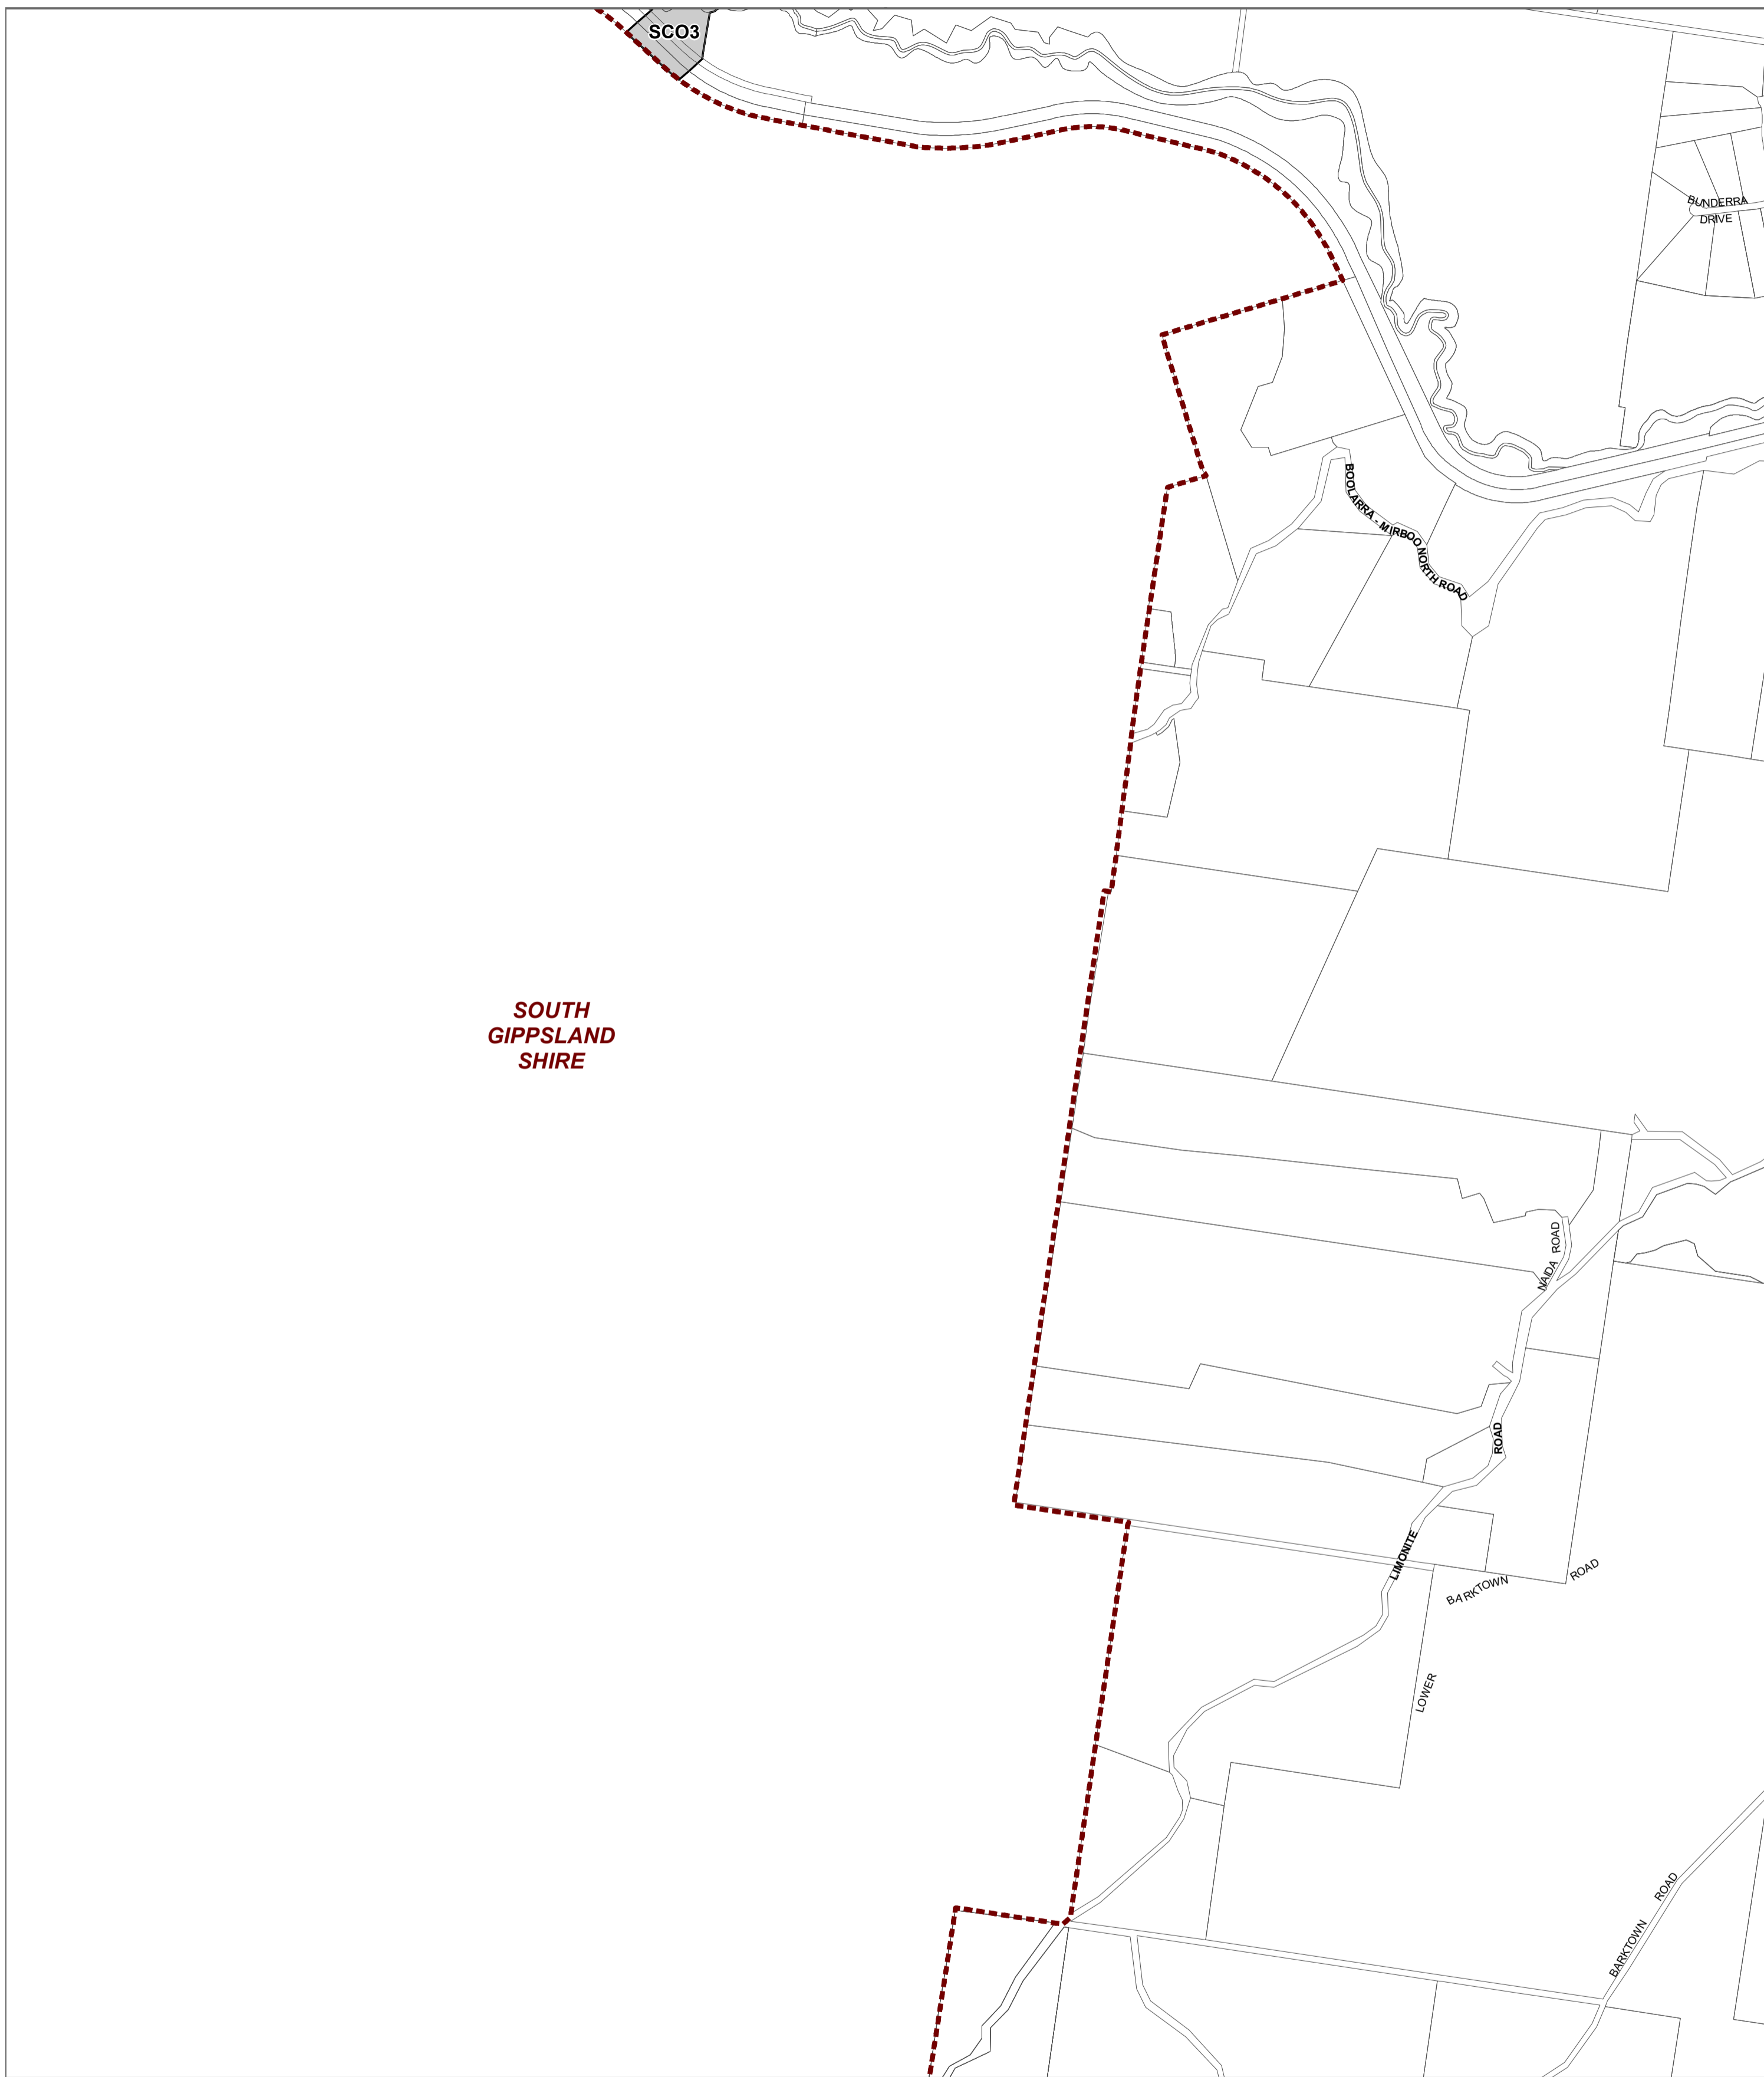 SCO3
BUNDERRA
DRIVE
BOOLARRA - MIRBOO NORTH ROAD
SOUTH
GIPPSLAND
SHIRE
NAIDA ROAD
ROAD
LIMONITE
BARKTOWN ROAD
LOWER
BARKTOWN ROAD